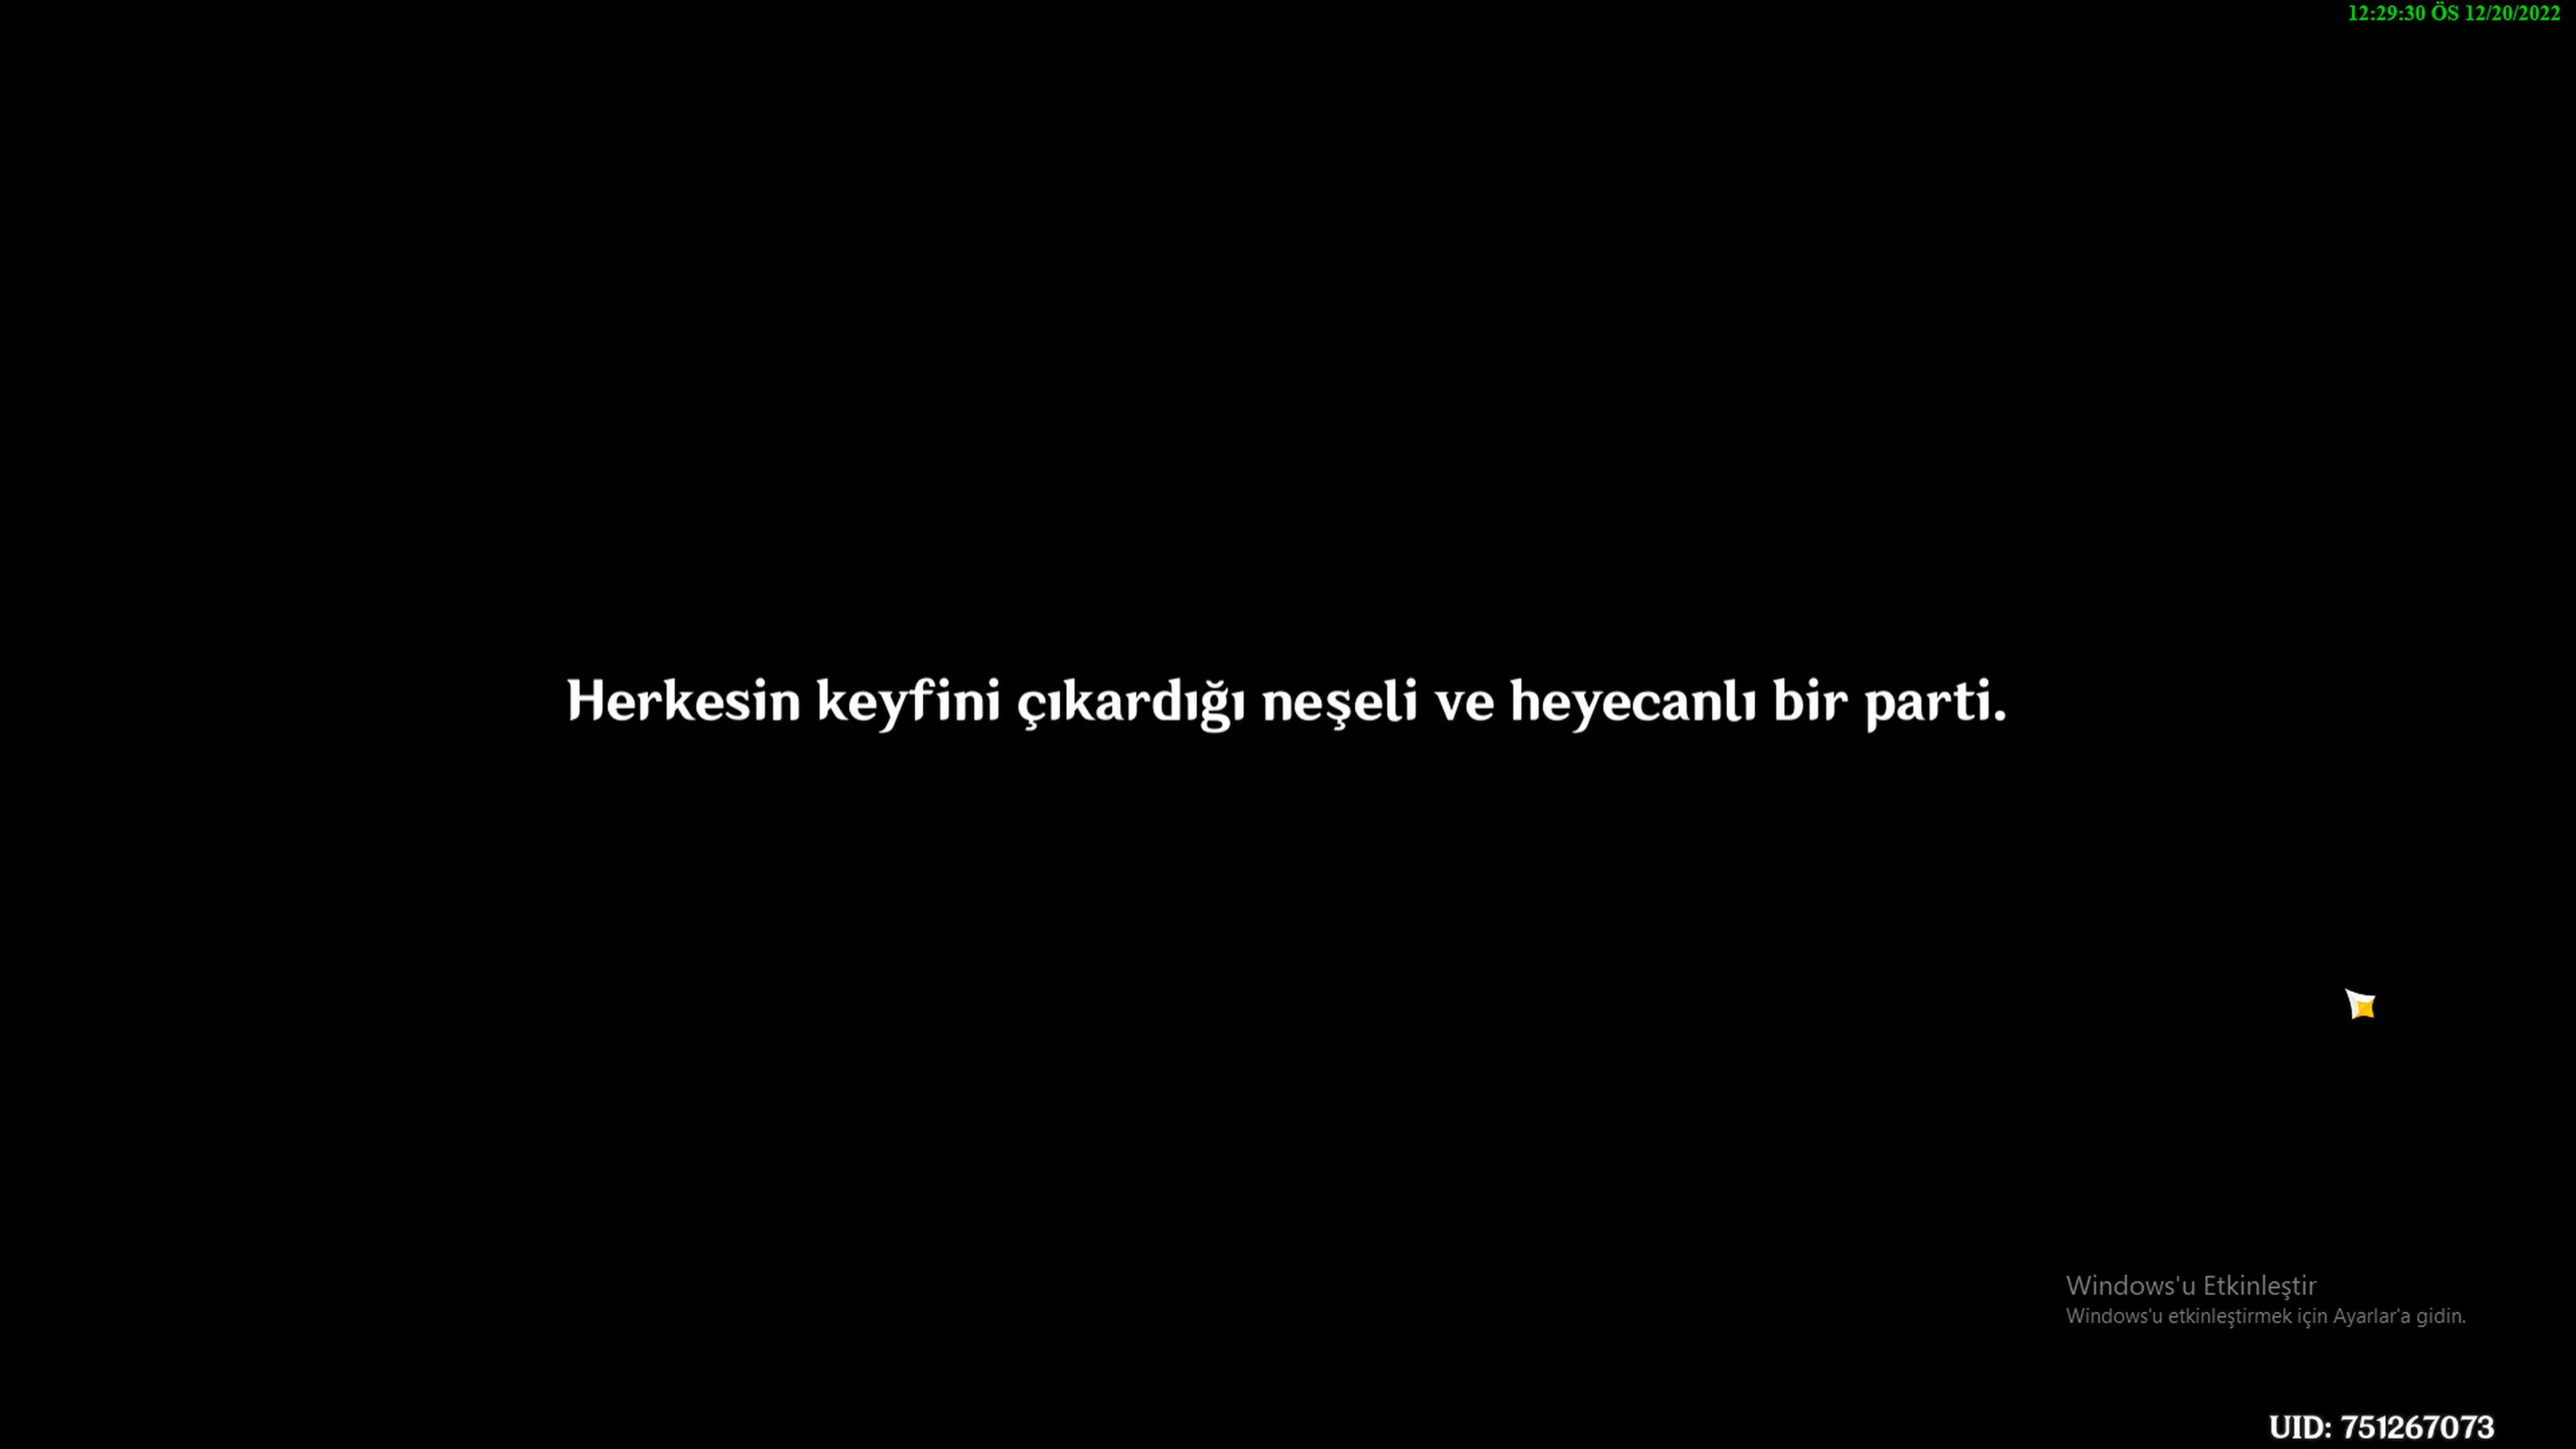 12:29:30 ÖS 12/20/2022
Herkesin keyfini çıkardığı neşeli ve heyecanlı bir parti.
Windows'u Etkinleştir
Windows'u etkinleştirmek için Ayarlar'a gidin.
UID: 751267073